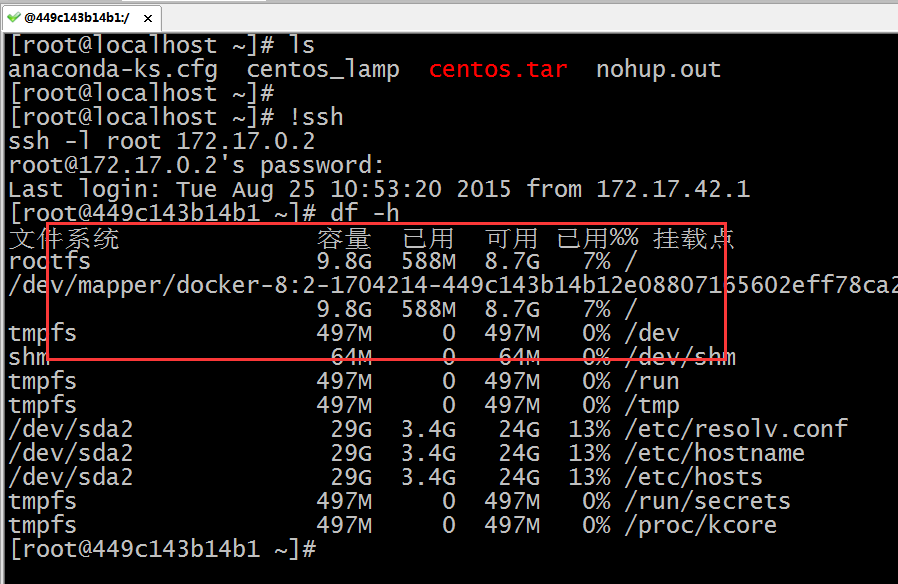 @449c143b14b1:/ ×
[root@localhost ~]# ls
anaconda-ks.cfg  centos_lamp  centos.tar  nohup.out
[root@localhost ~]#
[root@localhost ~]# !ssh
ssh -l root 172.17.0.2
root@172.17.0.2's password:
Last login: Tue Aug 25 10:53:20 2015 from 172.17.42.1
[root@449c143b14b1 ~]# df -h
文件系统 容量 已用 可用 已用%% 挂载点
rootfs 9.8G 588M 8.7G 7% /
/dev/mapper/docker-8:2-1704214-449c143b14b12e08807165602eff78ca2
9.8G 588M 8.7G 7% /
tmpfs 497M 0 497M 0% /dev
shm 64M 0 64M 0% /dev/shm
tmpfs 497M 0 497M 0% /run
tmpfs 497M 0 497M 0% /tmp
/dev/sda2 29G 3.4G 24G 13% /etc/resolv.conf
/dev/sda2 29G 3.4G 24G 13% /etc/hostname
/dev/sda2 29G 3.4G 24G 13% /etc/hosts
tmpfs 497M 0 497M 0% /run/secrets
tmpfs 497M 0 497M 0% /proc/kcore
[root@449c143b14b1 ~]#